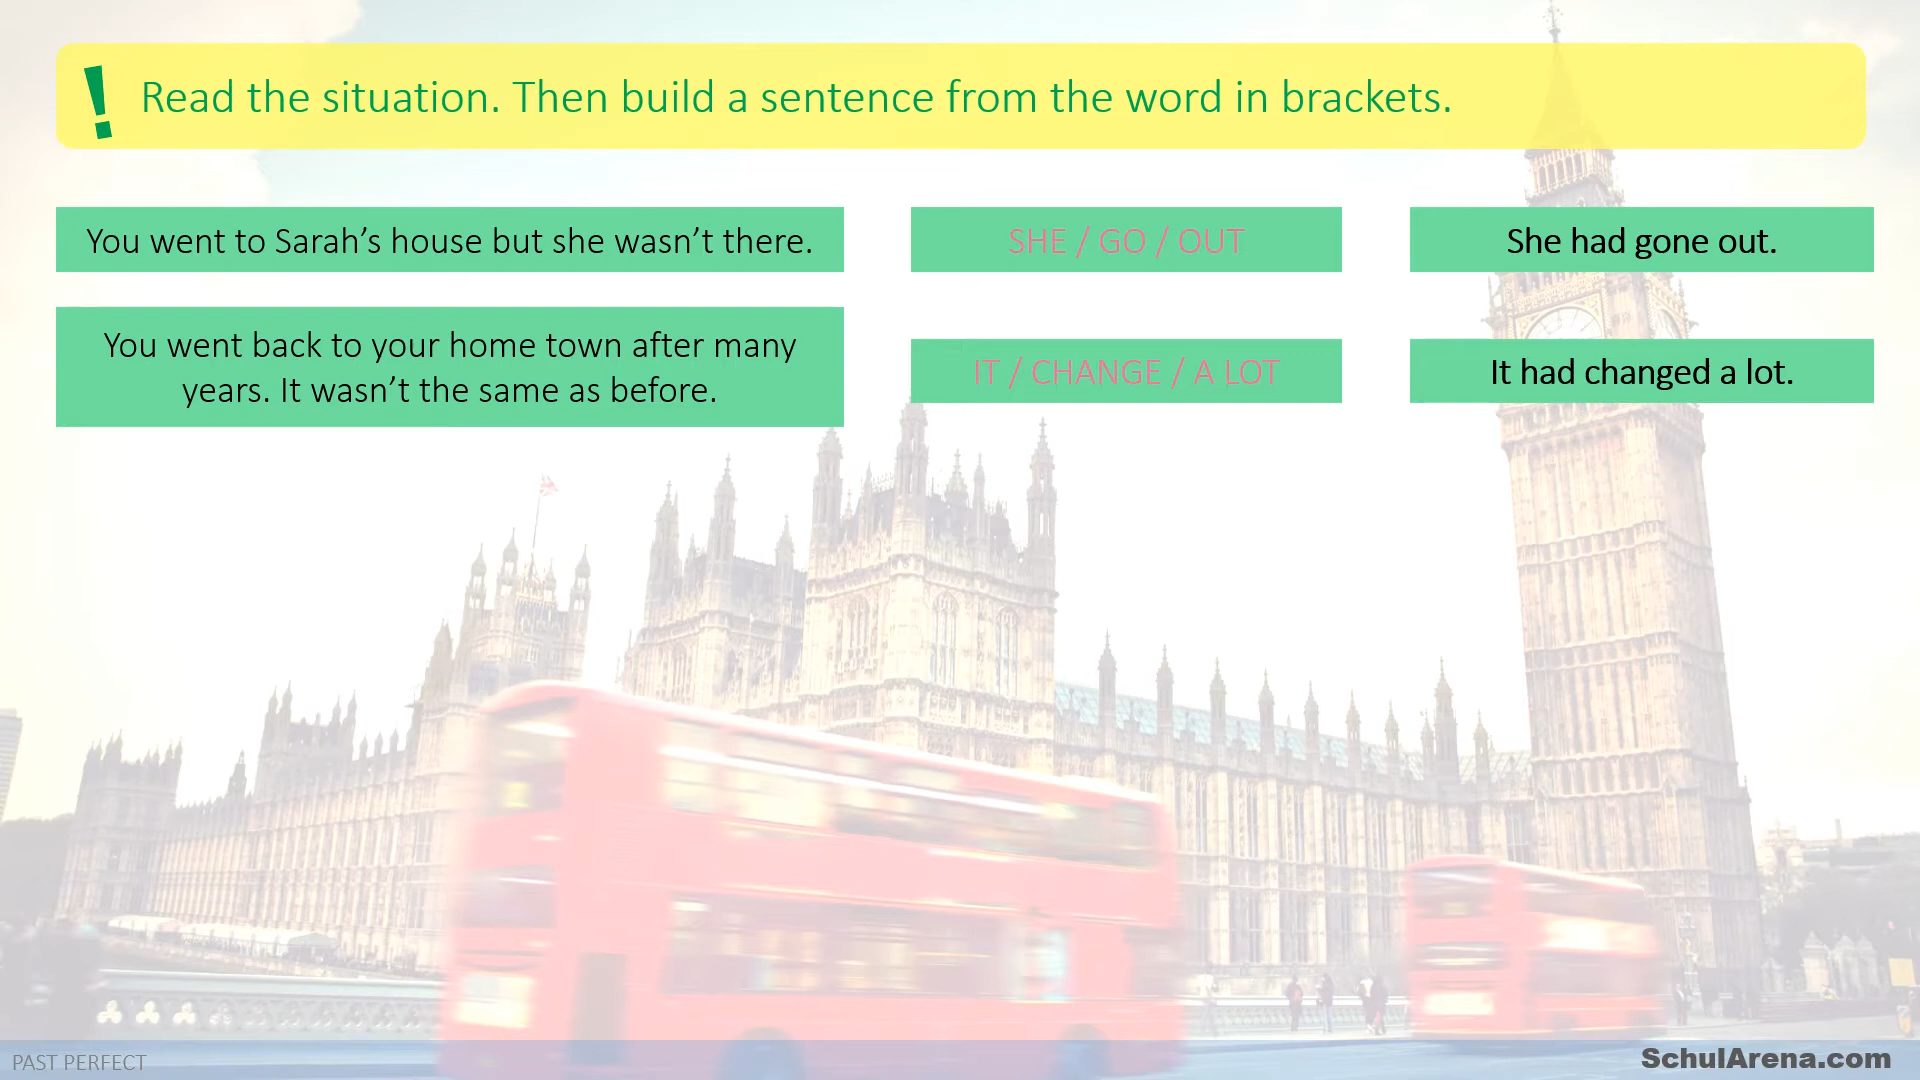 ! Read the situation. Then build a sentence from the word in brackets.
You went to Sarah’s house but she wasn’t there.
SHE / GO / OUT
She had gone out.
You went back to your home town after many
years. It wasn’t the same as before.
IT / CHANGE / A LOT
It had changed a lot.
PAST PERFECT
SchulArena.com